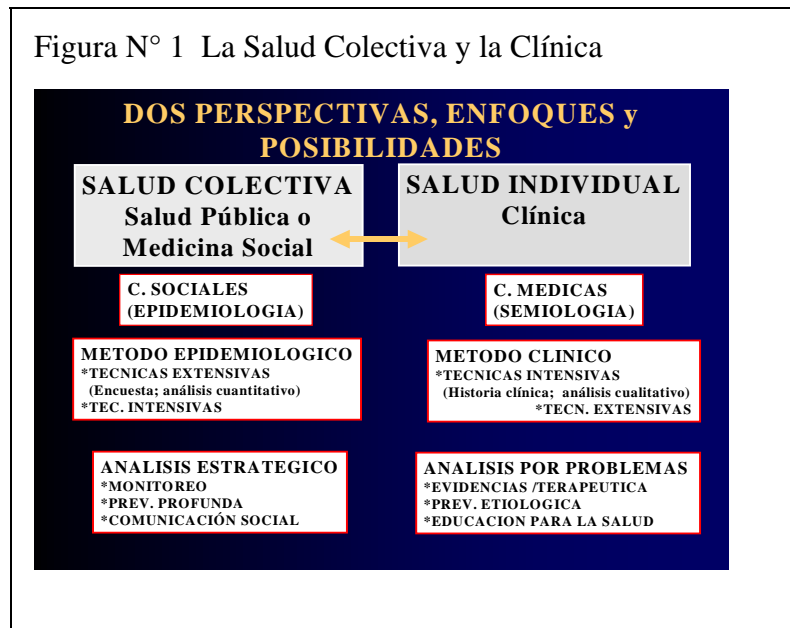 Figura N° 1 La Salud Colectiva y la Clínica
DOS PERSPECTIVAS, ENFOQUES y
POSIBILIDADES
SALUD COLECTIVA
Salud Pública o
Medicina Social
SALUD INDIVIDUAL
Clínica
C. SOCIALES
(EPIDEMIOLOGIA)
C. MEDICAS
(SEMIOLOGIA)
METODO EPIDEMIOLOGICO
*TECNICAS EXTENSIVAS
(Encuesta; análisis cuantitativo)
*TEC. INTENSIVAS
METODO CLINICO
*TECNICAS INTENSIVAS
(Historia clínica; análisis cualitativo)
*TECN. EXTENSIVAS
ANALISIS ESTRATEGICO
*MONITOREO
*PREV. PROFUNDA
*COMUNICACIÓN SOCIAL
ANALISIS POR PROBLEMAS
*EVIDENCIAS /TERAPEUTICA
*PREV. ETIOLOGICA
*EDUCACION PARA LA SALUD